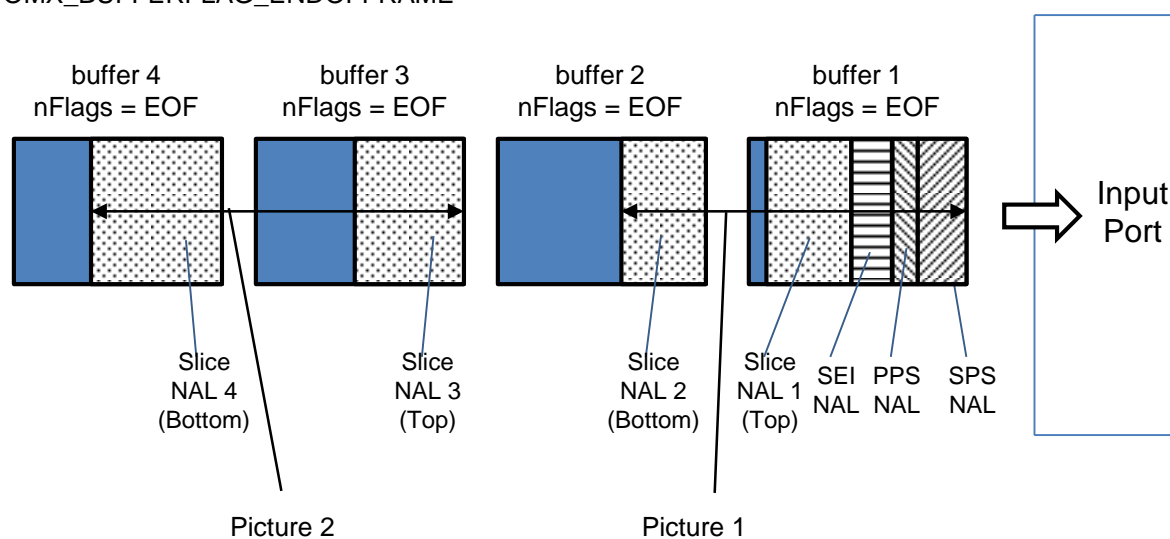 OMX_BUFFERFLAG_ENDOFFRAME
buffer 4
nFlags = EOF
buffer 3
nFlags = EOF
buffer 2
nFlags = EOF
buffer 1
nFlags = EOF
Input
Port
Slice
NAL 4
(Bottom)
Slice
NAL 3
(Top)
Slice
NAL 2
(Bottom)
Slice
NAL 1
(Top)
SEI
NAL
PPS
NAL
SPS
NAL
Picture 2
Picture 1